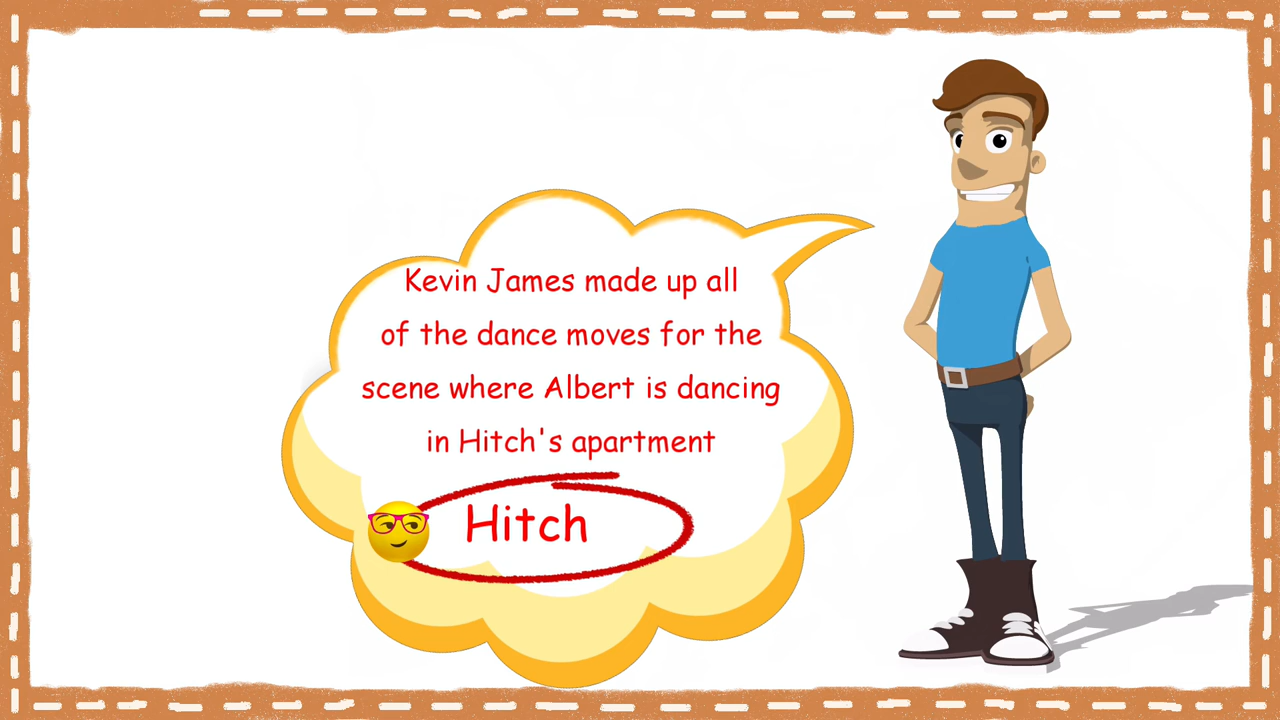 Kevin James made up all
of the dance moves for the
scene where Albert is dancing
in Hitch's apartment
Hitch